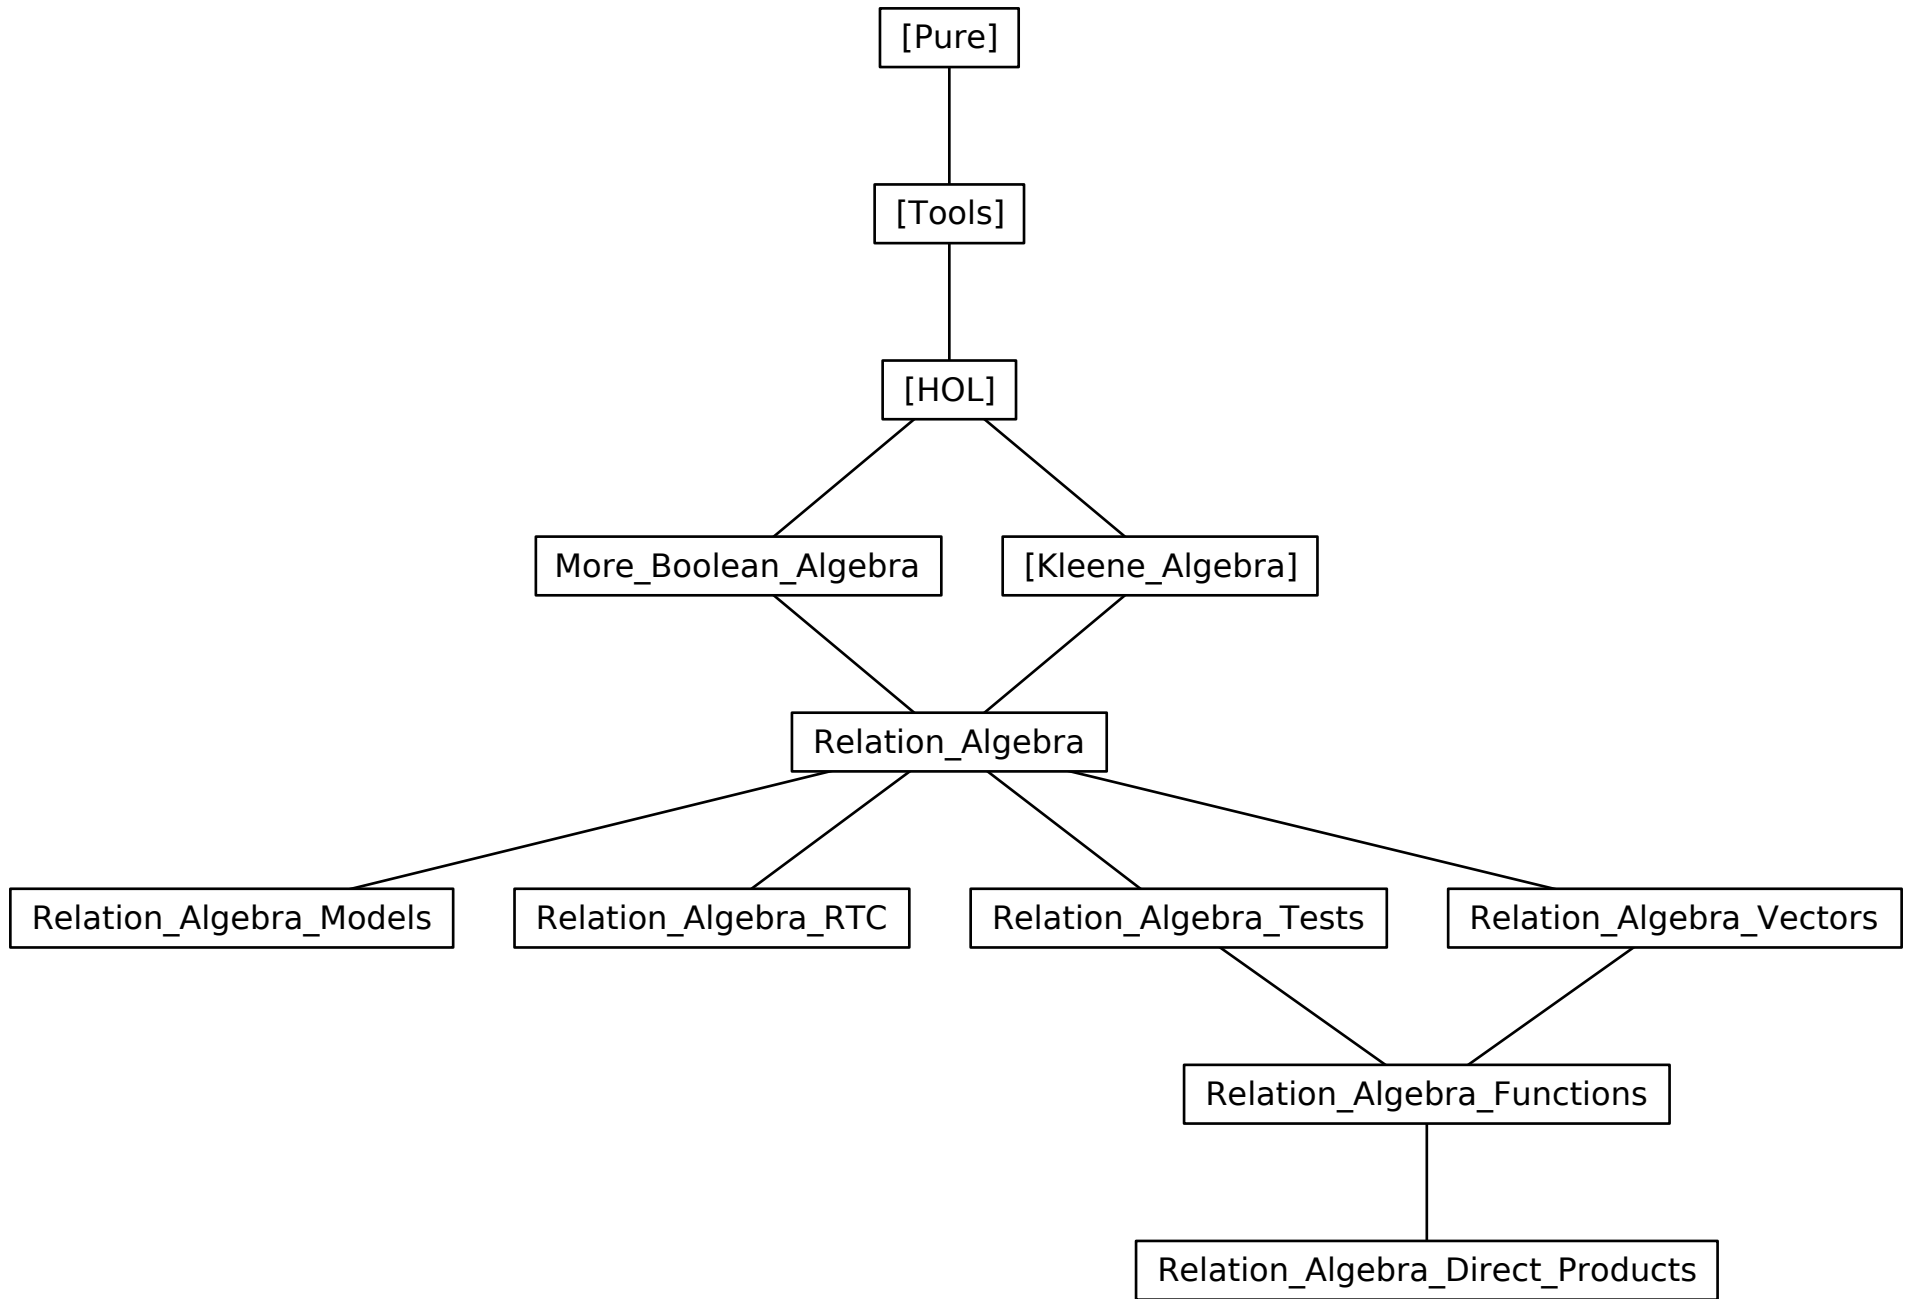 [Pure]
[Tools]
[HOL]
More_Boolean_Algebra
[Kleene_Algebra]
Relation_Algebra
Relation_Algebra_Models
Relation_Algebra_RTC
Relation_Algebra_Tests
Relation_Algebra_Vectors
Relation_Algebra_Functions
Relation_Algebra_Direct_Products